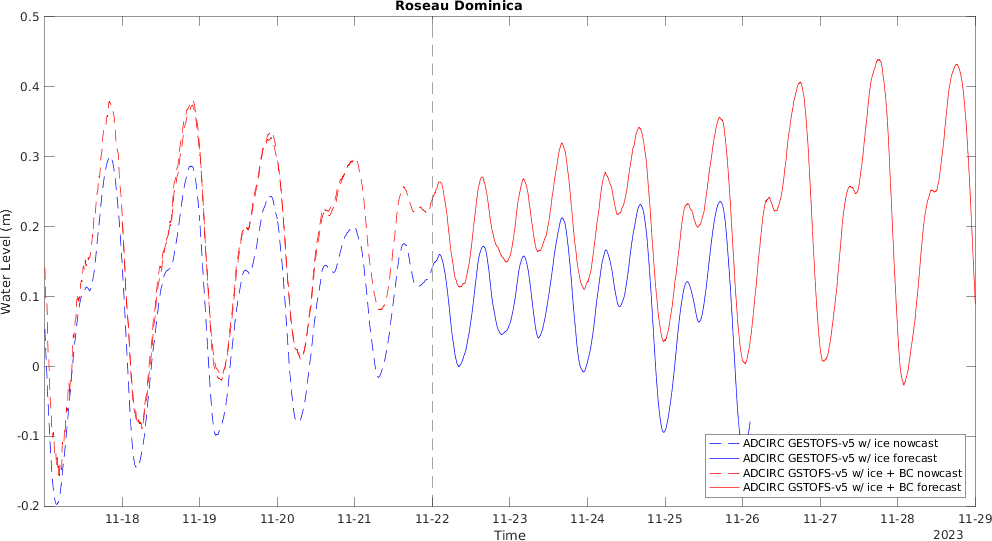 Roseau Dominica
0.5
0.4
0.3
0.2
0.1
0
-0.1
-0.2
Water Level (m)
ADCIRC GESTOFS-v5 w/ ice nowcast
ADCIRC GESTOFS-v5 w/ ice forecast
ADCIRC GSTOFS-v5 w/ ice + BC nowcast
ADCIRC GSTOFS-v5 w/ ice + BC forecast
11-18 11-19 11-20 11-21 11-22 11-23 11-24 11-25 11-26 11-27 11-28 11-29
Time
2023